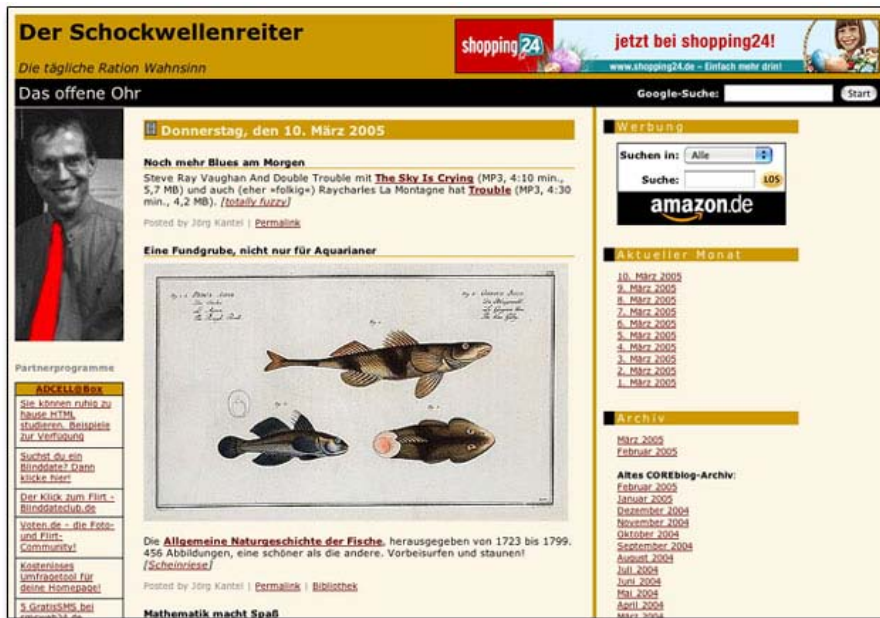 Der Schockwellenreiter
Die tägliche Ration Wahnsinn
shopping24
jetzt bei shopping24!
www.shopping24.de – Einfach mehr drin!
Das offene Ohr
Google-Suche:
Start
Partnerprogramme
ADCELL@Box
Sie können ruhig zu
hause HTML
studieren. Beispiele
zur Verfügung
Suchst du ein
Blinddate? Dann
klicke hier!
Der Klick zum Flirt -
Blinddateclub.de
Voten.de - die Foto-
und Flirt-
Community!
Kostenloses
Umfragetool für
deine Homepage!
5 GratisSMS bei
Donnerstag, den 10. März 2005
Noch mehr Blues am Morgen
Steve Ray Vaughan And Double Trouble mit The Sky Is Crying (MP3, 4:10 min.,
5,7 MB) und auch (eher »folkig«) Raycharles La Montagne hat Trouble (MP3, 4:30
min., 4,2 MB). [totally fuzzy]
Posted by Jörg Kantel | Permalink
Eine Fundgrube, nicht nur für Aquarianer
Die Allgemeine Naturgeschichte der Fische, herausgegeben von 1723 bis 1799.
456 Abbildungen, eine schöner als die andere. Vorbeisurfen und staunen!
[Scheinriese]
Posted by Jörg Kantel | Permalink | Bibliothek
Mathematik macht Spaß
Werbung
Suchen in: Alle
Suche:
LOS
amazon.de
Aktueller Monat
10. März 2005
9. März 2005
8. März 2005
7. März 2005
6. März 2005
5. März 2005
4. März 2005
3. März 2005
2. März 2005
1. März 2005
Archiv
März 2005
Februar 2005
Altes COREblog-Archiv:
Februar 2005
Januar 2005
Dezember 2004
November 2004
Oktober 2004
September 2004
August 2004
Juli 2004
Juni 2004
Mai 2004
April 2004
März 2004